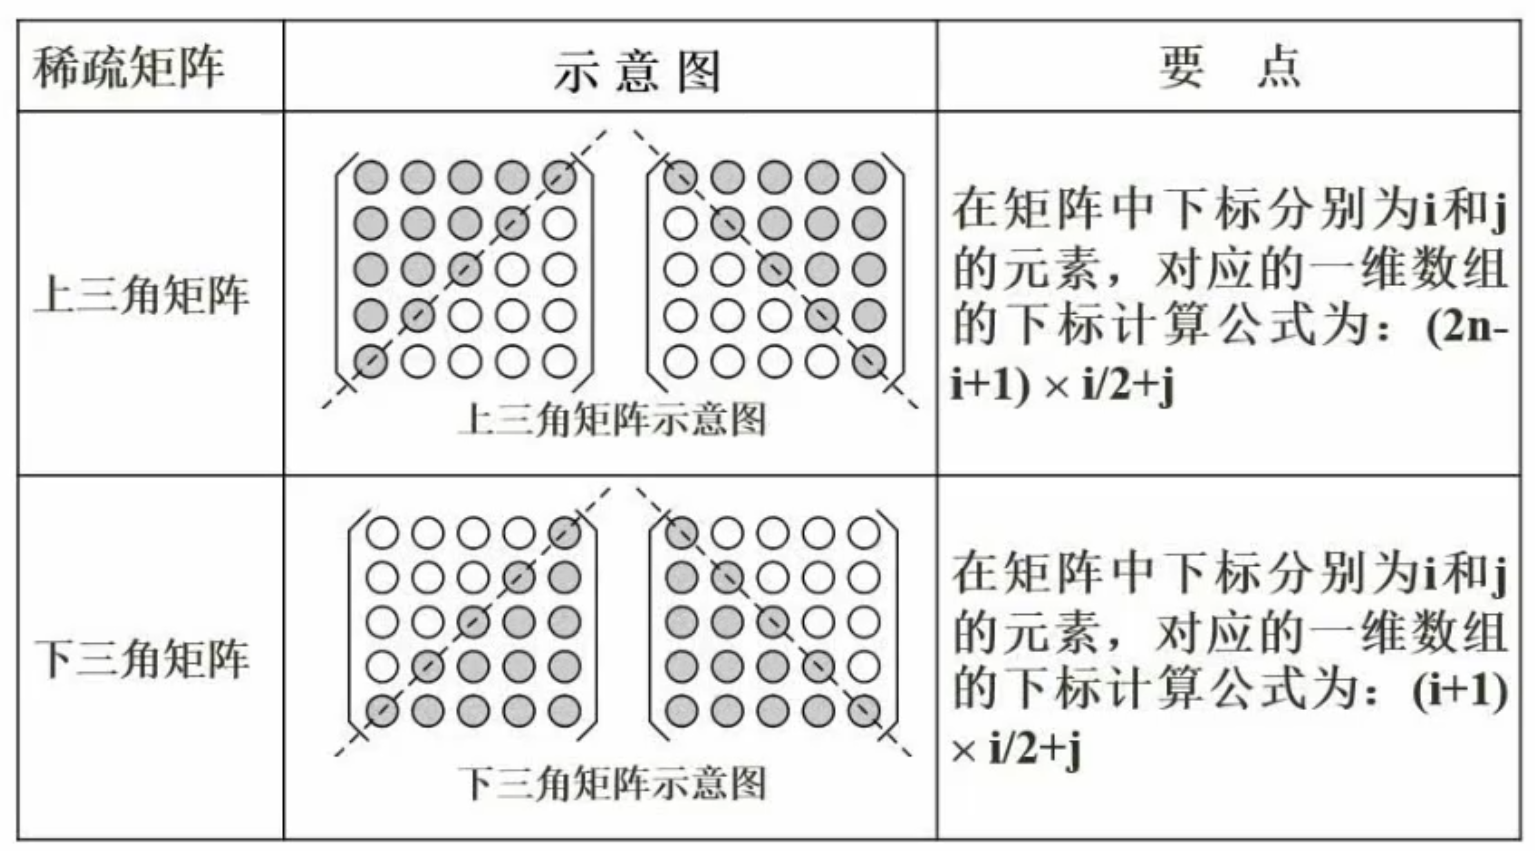 稀疏矩阵
示意图
要 点
上三角矩阵
上三角矩阵示意图
在矩阵中下标分别为i和j
的元素，对应的一维数组
的下标计算公式为：(2n-
i+1) × i/2+j
下三角矩阵
下三角矩阵示意图
在矩阵中下标分别为i和j
的元素，对应的一维数组
的下标计算公式为：(i+1)
× i/2+j